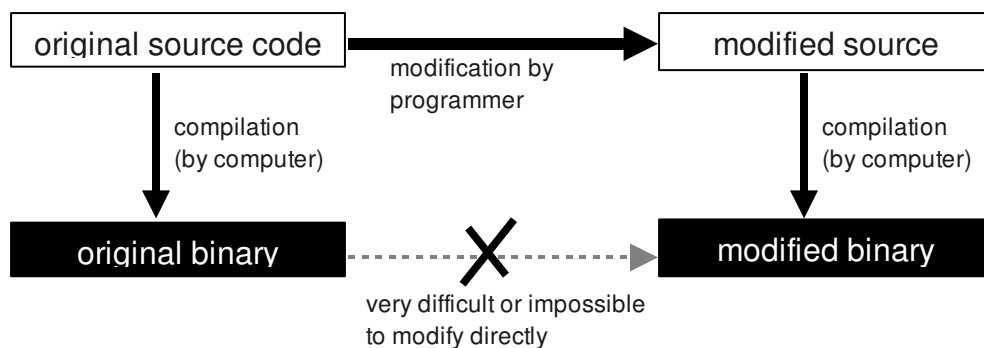 original source code
modified source
modification by
programmer
compilation
(by computer)
compilation
(by computer)
original binary
modified binary
very difficult or impossible
to modify directly